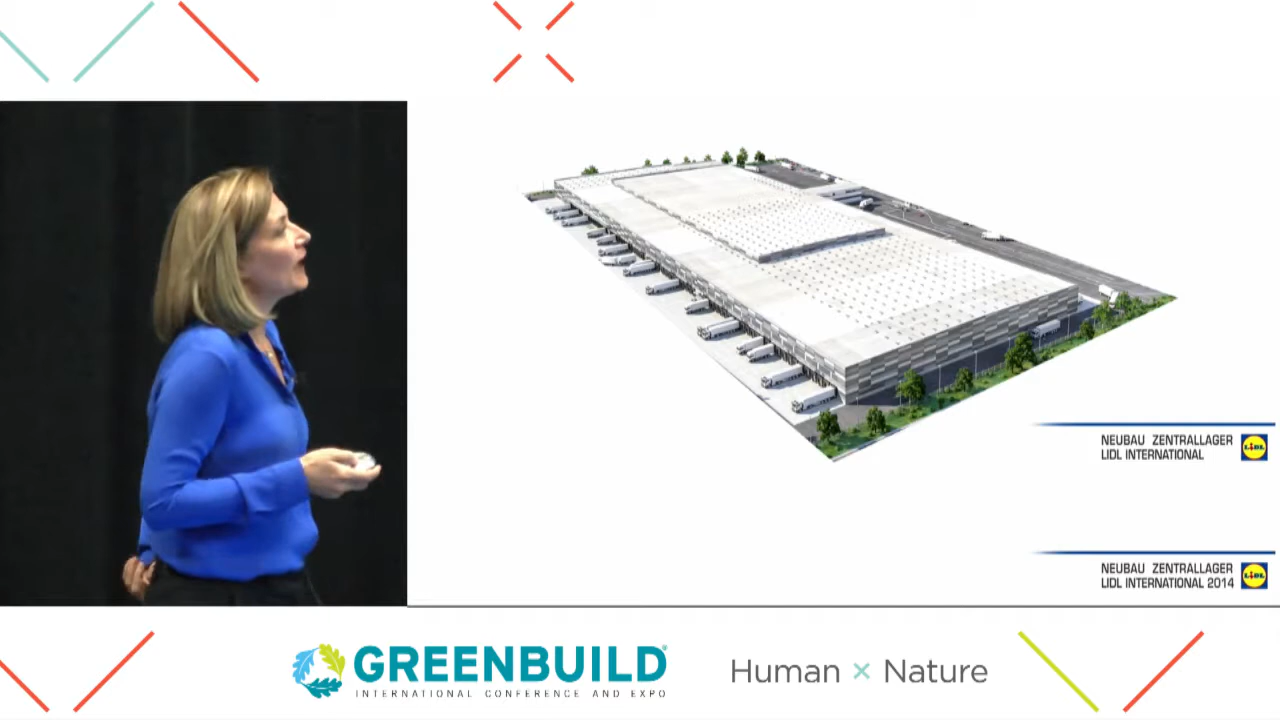 NEUBAU ZENTRALLAGER
LIDL INTERNATIONAL
LiDL
NEUBAU ZENTRALLAGER
LIDL INTERNATIONAL 2014
LiDL
GREENBUILD
INTERNATIONAL CONFERENCE AND EXPO
Human × Nature